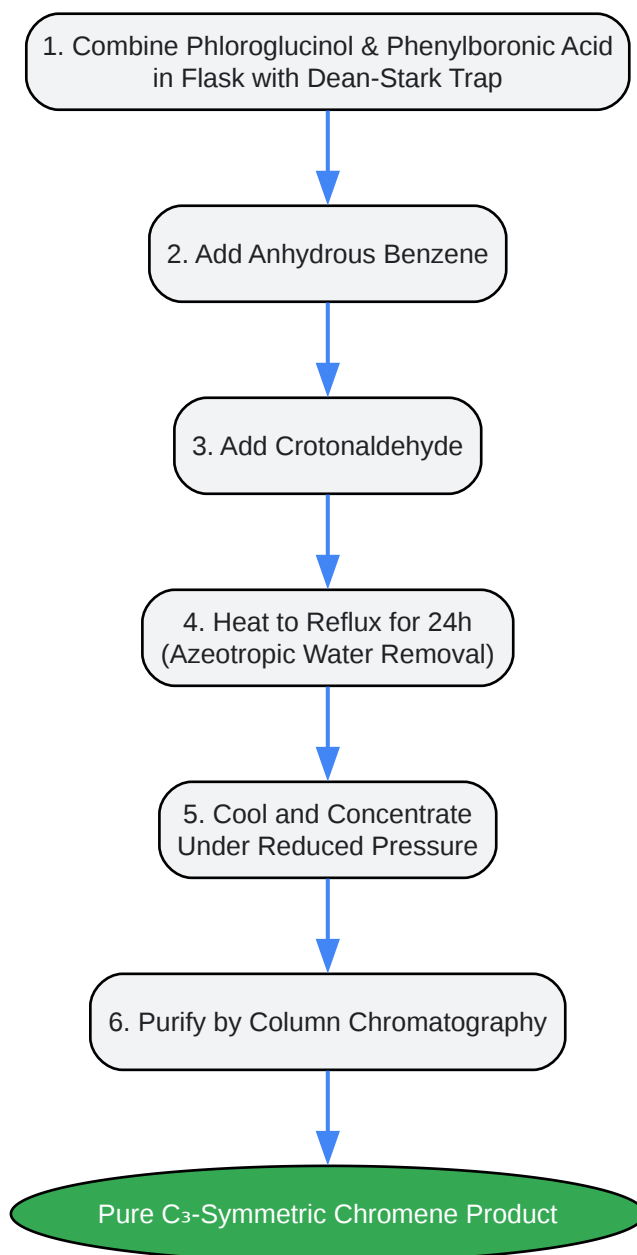 1. Combine Phloroglucinol & Phenylboronic Acid
in Flask with Dean-Stark Trap
2. Add Anhydrous Benzene
3. Add Crotonaldehyde
4. Heat to Reflux for 24h
(Azeotropic Water Removal)
5. Cool and Concentrate
Under Reduced Pressure
6. Purify by Column Chromatography
Pure C₃-Symmetric Chromene Product